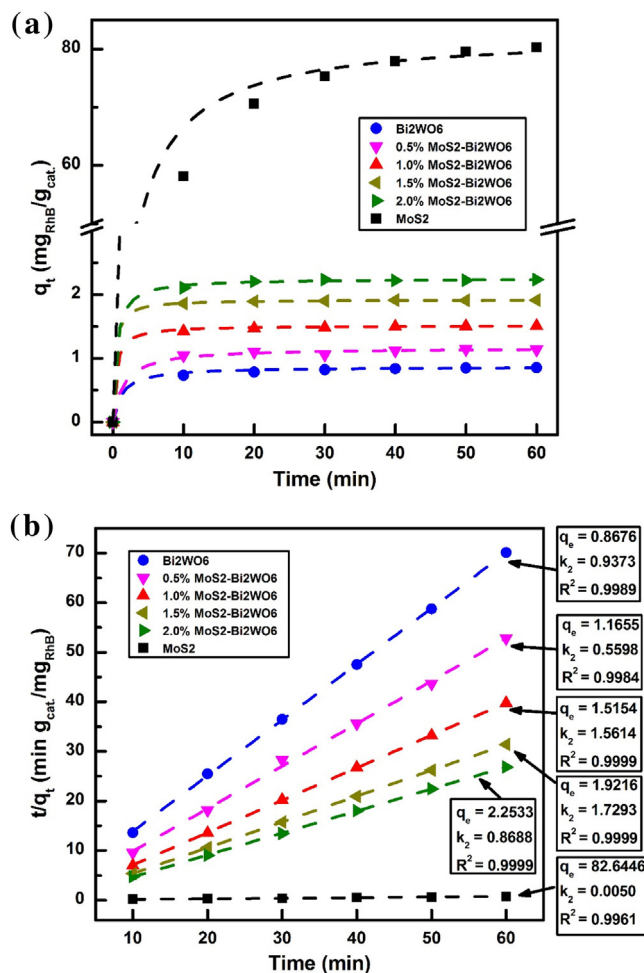 (a)
80
60
2
1
0
qt (mgRhB/gcat.)
Bi2WO6
0.5% MoS2-Bi2WO6
1.0% MoS2-Bi2WO6
1.5% MoS2-Bi2WO6
2.0% MoS2-Bi2WO6
MoS2
0 10 20 30 40 50 60
Time (min)
(b)
70
60
50
40
30
20
10
0
t/qt (min gcat./mgRhB)
Bi2WO6
0.5% MoS2-Bi2WO6
1.0% MoS2-Bi2WO6
1.5% MoS2-Bi2WO6
2.0% MoS2-Bi2WO6
MoS2
qe = 0.8676
k2 = 0.9373
R2 = 0.9989
qe = 1.1655
k2 = 0.5598
R2 = 0.9984
qe = 1.5154
k2 = 1.5614
R2 = 0.9999
qe = 1.9216
k2 = 1.7293
R2 = 0.9999
qe = 2.2533
k2 = 0.8688
R2 = 0.9999
qe = 82.6446
k2 = 0.0050
R2 = 0.9961
10 20 30 40 50 60
Time (min)